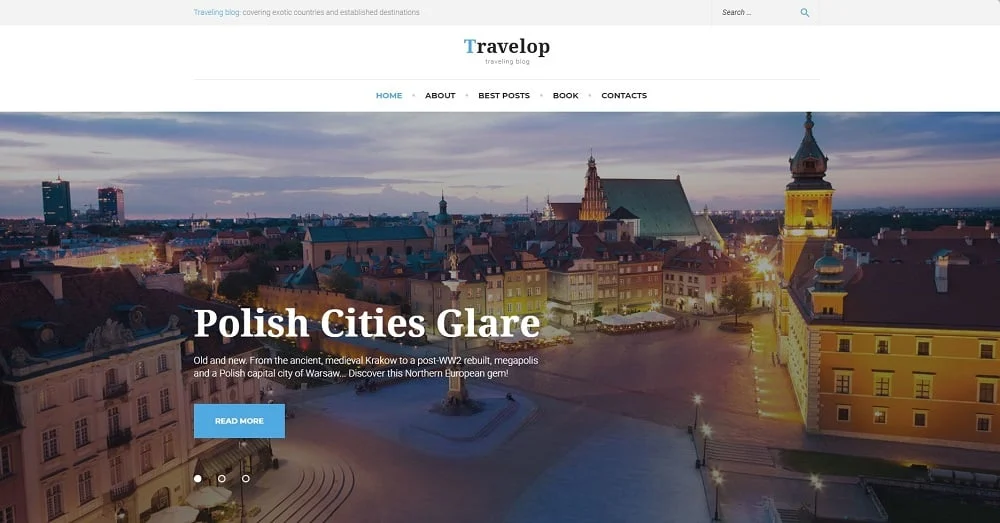 Traveling blog: covering exotic countries and established destinations
Search ...
Travelop
traveling blog
HOME
ABOUT
BEST POSTS
BOOK
CONTACTS
Polish Cities Glare
Old and new. From the ancient, medieval Krakow to a post-WW2 rebuilt, megapolis
and a Polish capital city of Warsaw... Discover this Northern European gem!
READ MORE